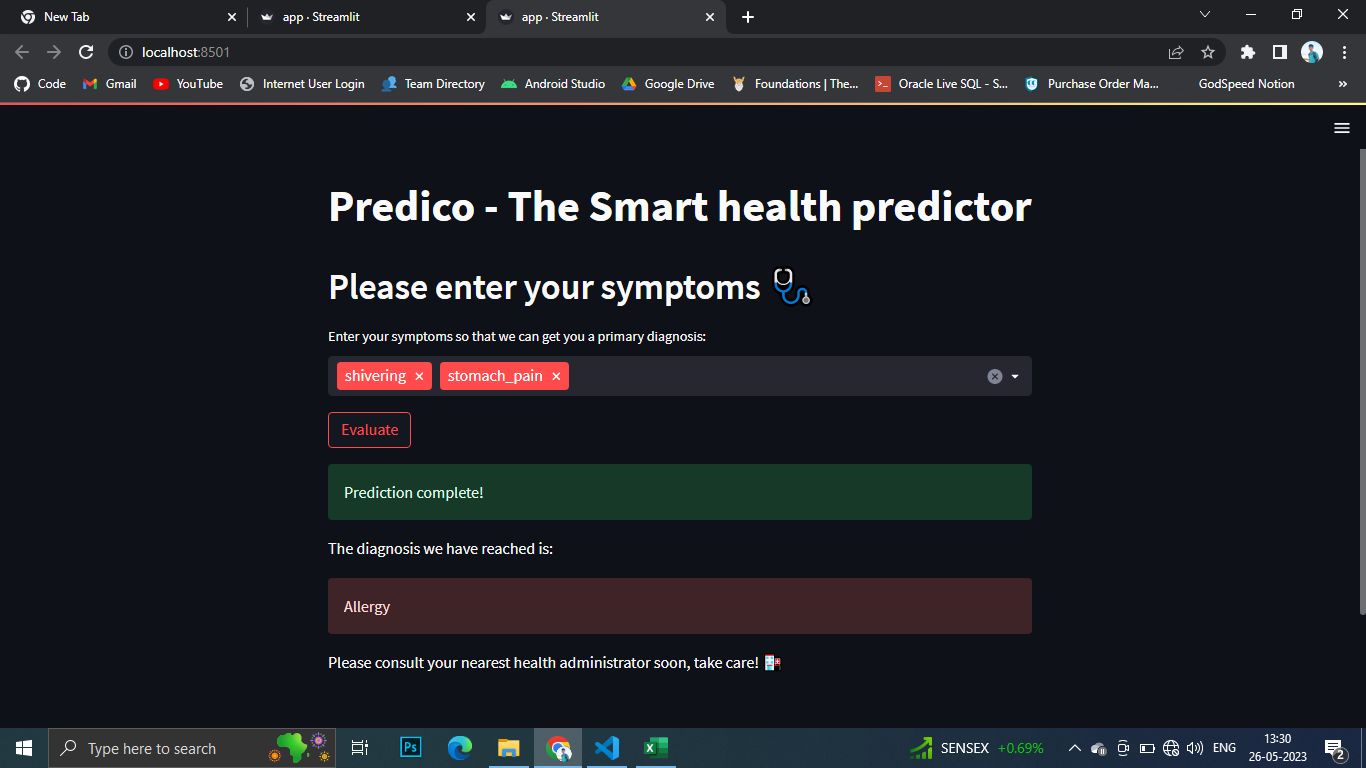 New Tab
app · Streamlit
app · Streamlit
localhost:8501
Code
Gmail
YouTube
Internet User Login
Team Directory
Android Studio
Google Drive
Foundations | The...
Oracle Live SQL - S...
Purchase Order Ma...
GodSpeed Notion
»
Predico - The Smart health predictor
Please enter your symptoms
Enter your symptoms so that we can get you a primary diagnosis:
shivering
stomach_pain
Evaluate
Prediction complete!
The diagnosis we have reached is:
Allergy
Please consult your nearest health administrator soon, take care!
Type here to search
Ps
SENSEX +0.69%
ENG
13:30
26-05-2023
2